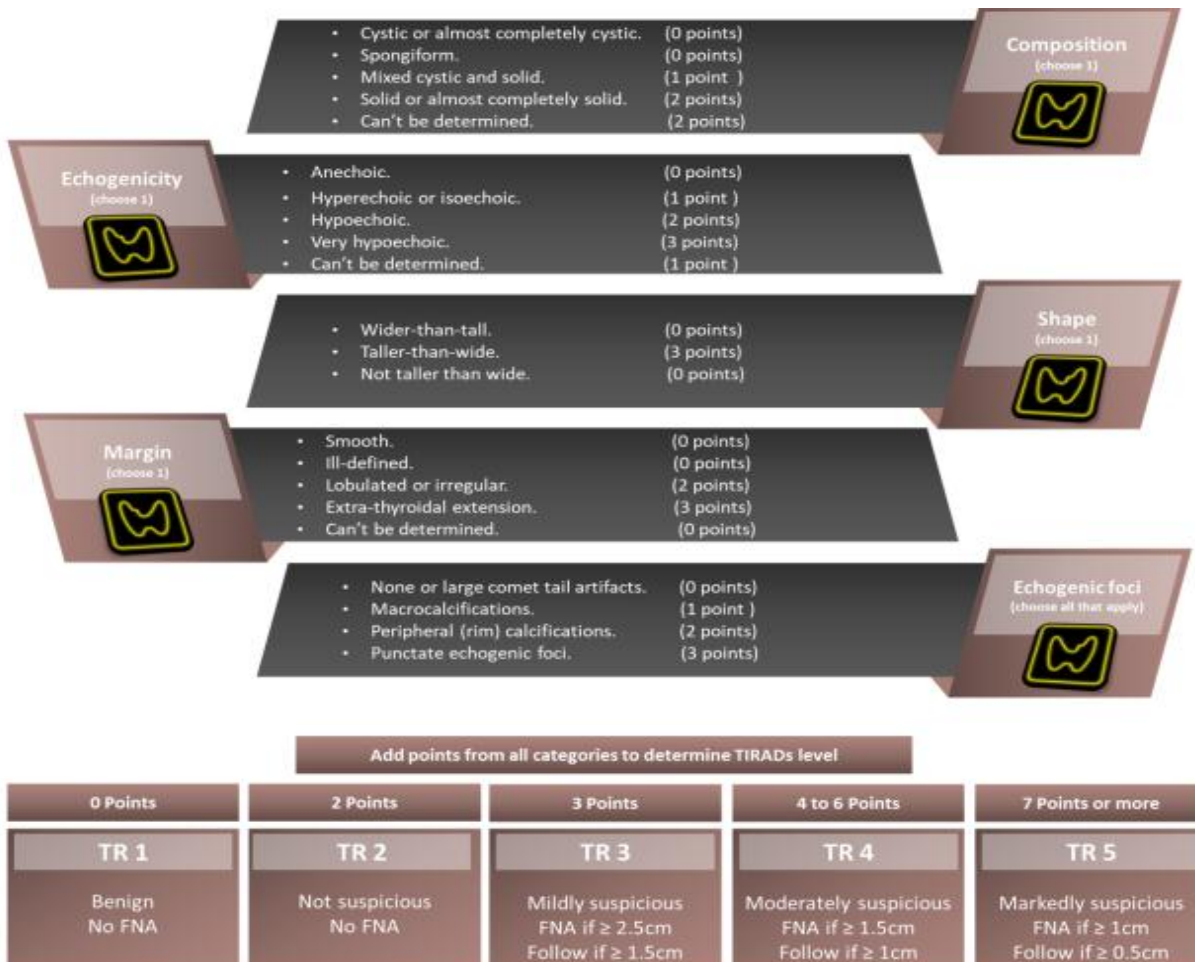 Composition
(choose 1)
• Cystic or almost completely cystic. (0 points)
• Spongiform. (0 points)
• Mixed cystic and solid. (1 point )
• Solid or almost completely solid. (2 points)
• Can't be determined. (2 points)
Echogenicity
(choose 1)
• Anechoic. (0 points)
• Hyperechoic or isoechoic. (1 point )
• Hypoechoic. (2 points)
• Very hypoechoic. (3 points)
• Can't be determined. (1 point )
Shape
(choose 1)
• Wider-than-tall. (0 points)
• Taller-than-wide. (3 points)
• Not taller than wide. (0 points)
Margin
(choose 1)
• Smooth. (0 points)
• Ill-defined. (0 points)
• Lobulated or irregular. (2 points)
• Extra-thyroidal extension. (3 points)
• Can't be determined. (0 points)
Echogenic foci
(choose all that apply)
• None or large comet tail artifacts. (0 points)
• Macrocalcifications. (1 point )
• Peripheral (rim) calcifications. (2 points)
• Punctate echogenic foci. (3 points)
Add points from all categories to determine TIRADs level
0 Points
TR 1
Benign
No FNA
2 Points
TR 2
Not suspicious
No FNA
3 Points
TR 3
Mildly suspicious
FNA if ≥ 2.5cm
Follow if ≥ 1.5cm
4 to 6 Points
TR 4
Moderately suspicious
FNA if ≥ 1.5cm
Follow if ≥ 1cm
7 Points or more
TR 5
Markedly suspicious
FNA if ≥ 1cm
Follow if ≥ 0.5cm